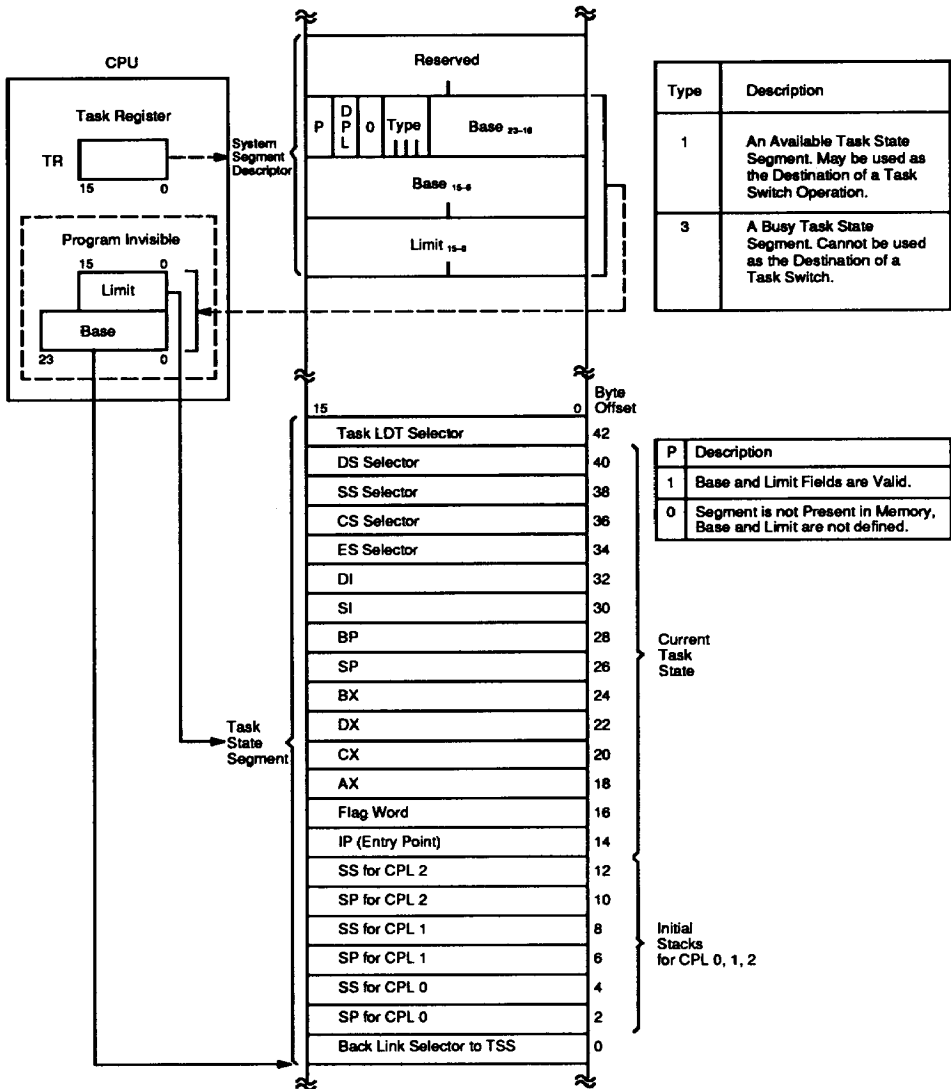 CPU
Task Register
TR
15 0
Program Invisible
15 0
Limit
Base
23 0
System
Segment
Descriptor
Reserved
P
D
P
L
0
Type
Base 23–16
Base 15–6
Limit 15–8
Type Description
1 An Available Task State
Segment. May be used as
the Destination of a Task
Switch Operation.
3 A Busy Task State
Segment. Cannot be used
as the Destination of a
Task Switch.
15 0
Byte
Offset
Task LDT Selector 42
DS Selector 40
SS Selector 38
CS Selector 36
ES Selector 34
DI 32
SI 30
BP 28
SP 26
BX 24
DX 22
CX 20
AX 18
Flag Word 16
IP (Entry Point) 14
SS for CPL 2 12
SP for CPL 2 10
SS for CPL 1 8
SP for CPL 1 6
SS for CPL 0 4
SP for CPL 0 2
Back Link Selector to TSS 0
Task
State
Segment
P Description
1 Base and Limit Fields are Valid.
0 Segment is not Present in Memory,
Base and Limit are not defined.
Current
Task
State
Initial
Stacks
for CPL 0, 1, 2